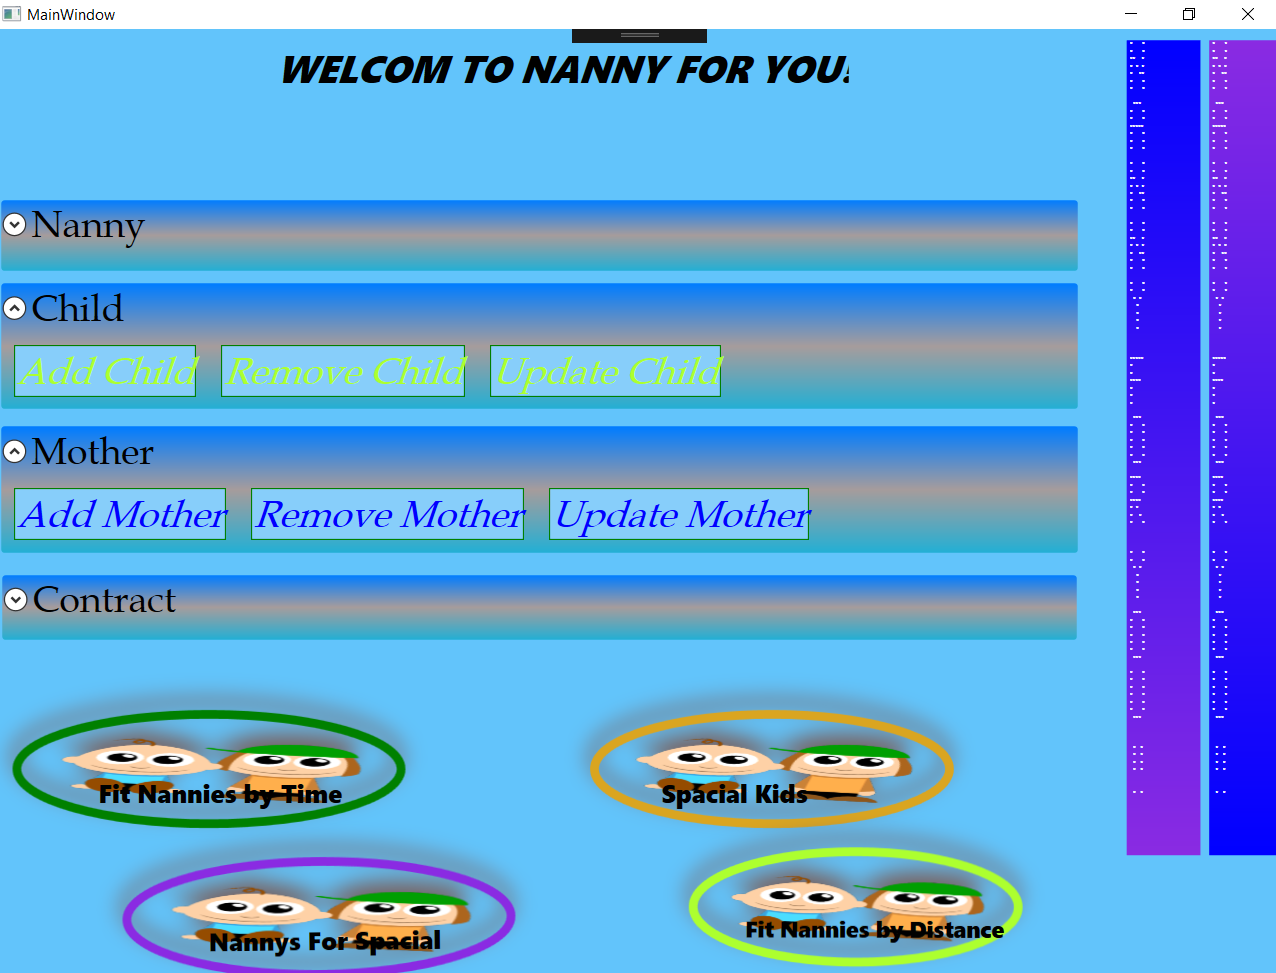 MainWindow
WELCOM TO NANNY FOR YOU!
Nanny
Child
Add Child Remove Child Update Child
Mother
Add Mother Remove Mother Update Mother
Contract
Fit Nannies by Time
Spacial Kids
Nannys For Spacial
Fit Nannies by Distance